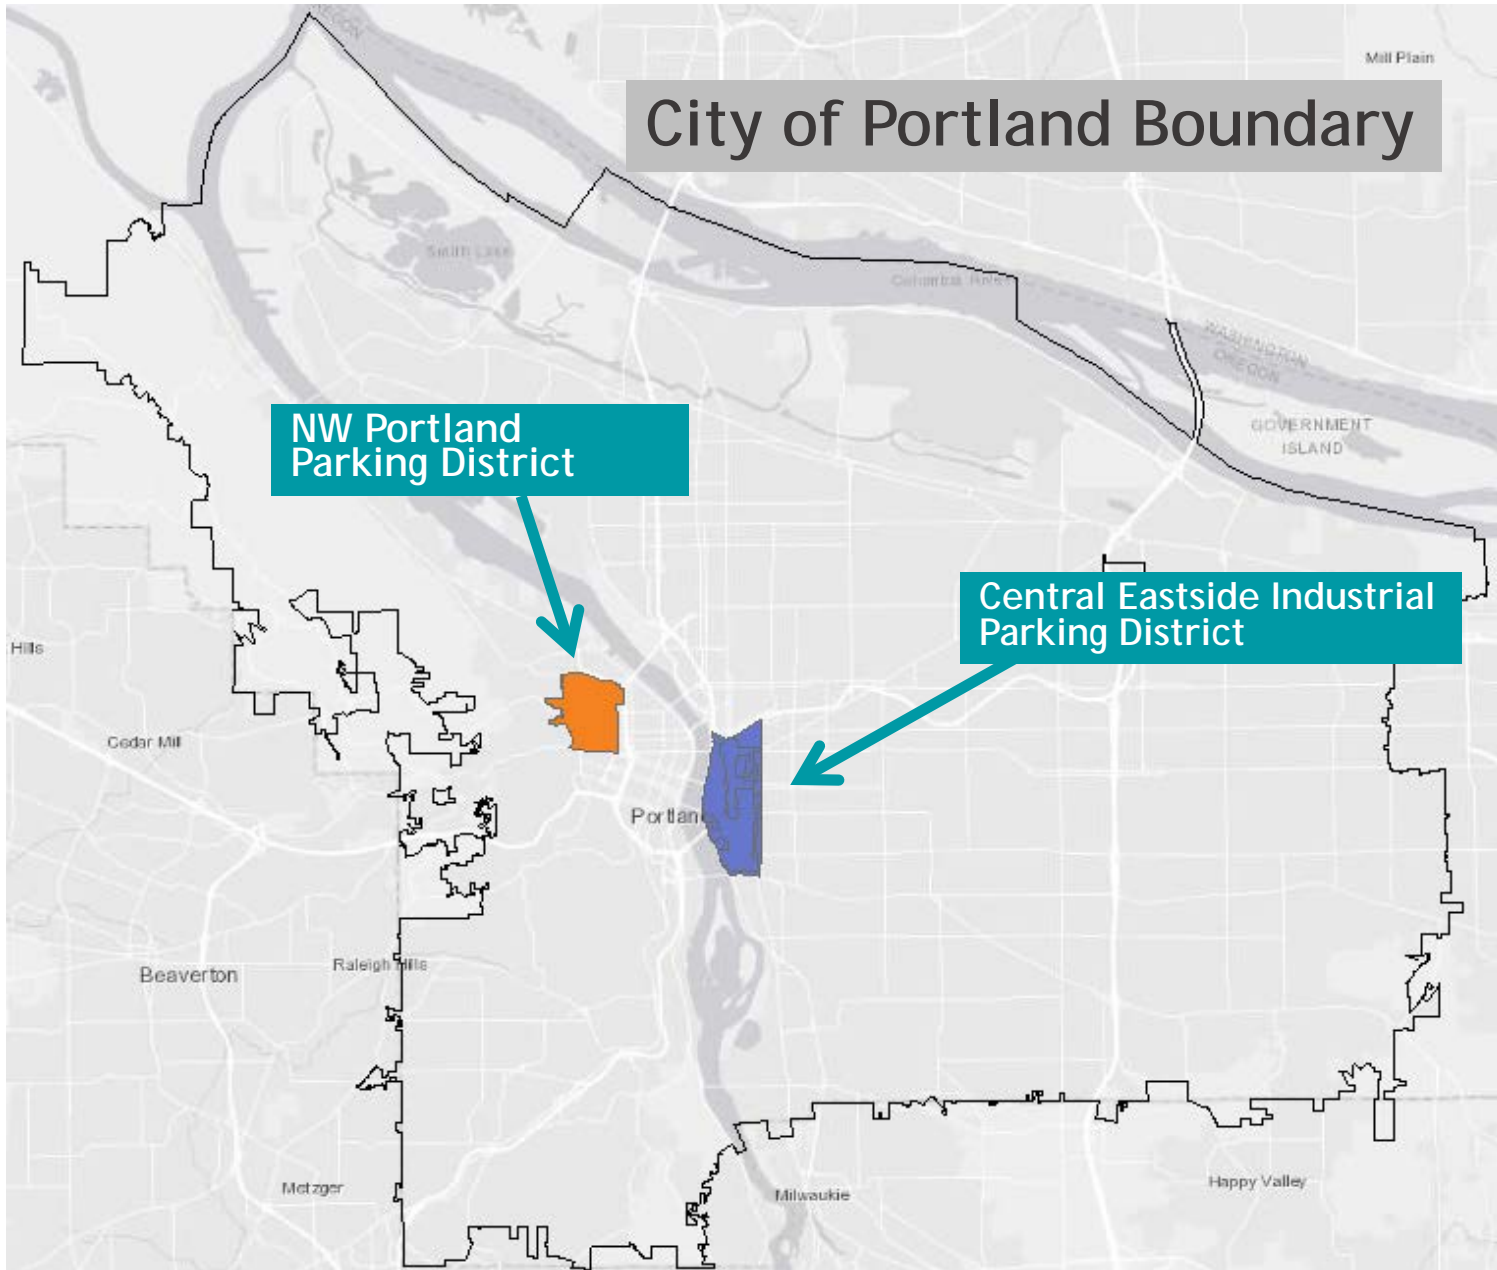 Mill Plain
City of Portland Boundary
Smith Lake
Columbia River
WASHINGTON
OREGON
GOVERNMENT
ISLAND
NW Portland
Parking District
Central Eastside Industrial
Parking District
Hills
Cedar Mill
Portlan
Beaverton
Raleigh Hills
Metzger
Milwaukie
Happy Valley